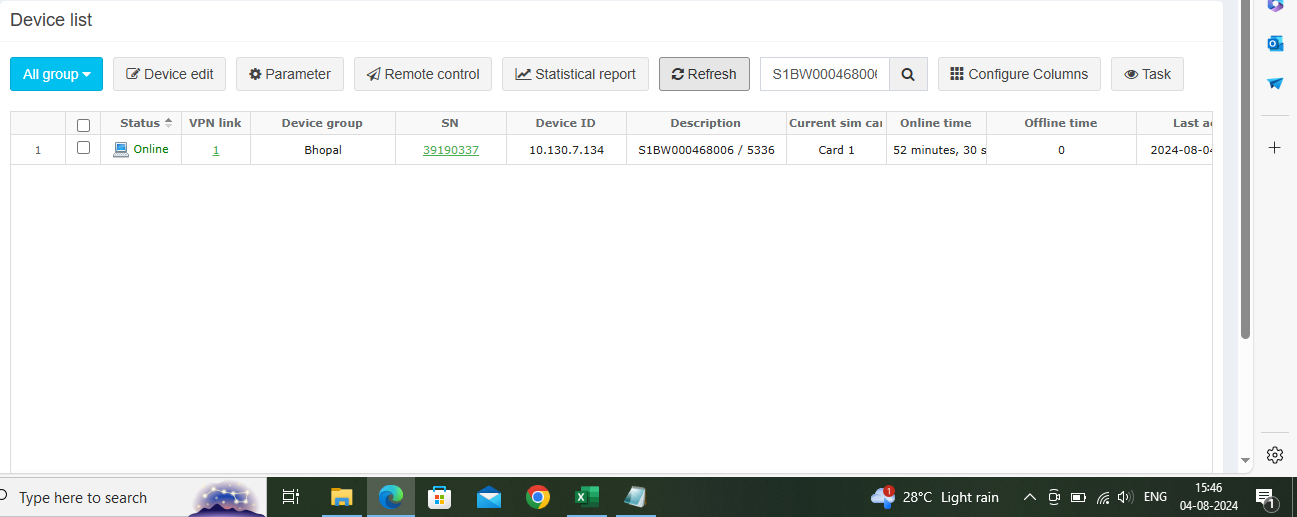 Device list
All group
Device edit
Parameter
Remote control
Statistical report
Refresh
S1BW000468006
Configure Columns
Task
Status
VPN link
Device group
SN
Device ID
Description
Current sim car
Online time
Offline time
Last a
1
Online
1
Bhopal
39190337
10.130.7.134
S1BW000468006 / 5336
Card 1
52 minutes, 30 s
0
2024-08-04
Type here to search
1
28°C Light rain
ENG
15:46
04-08-2024
1